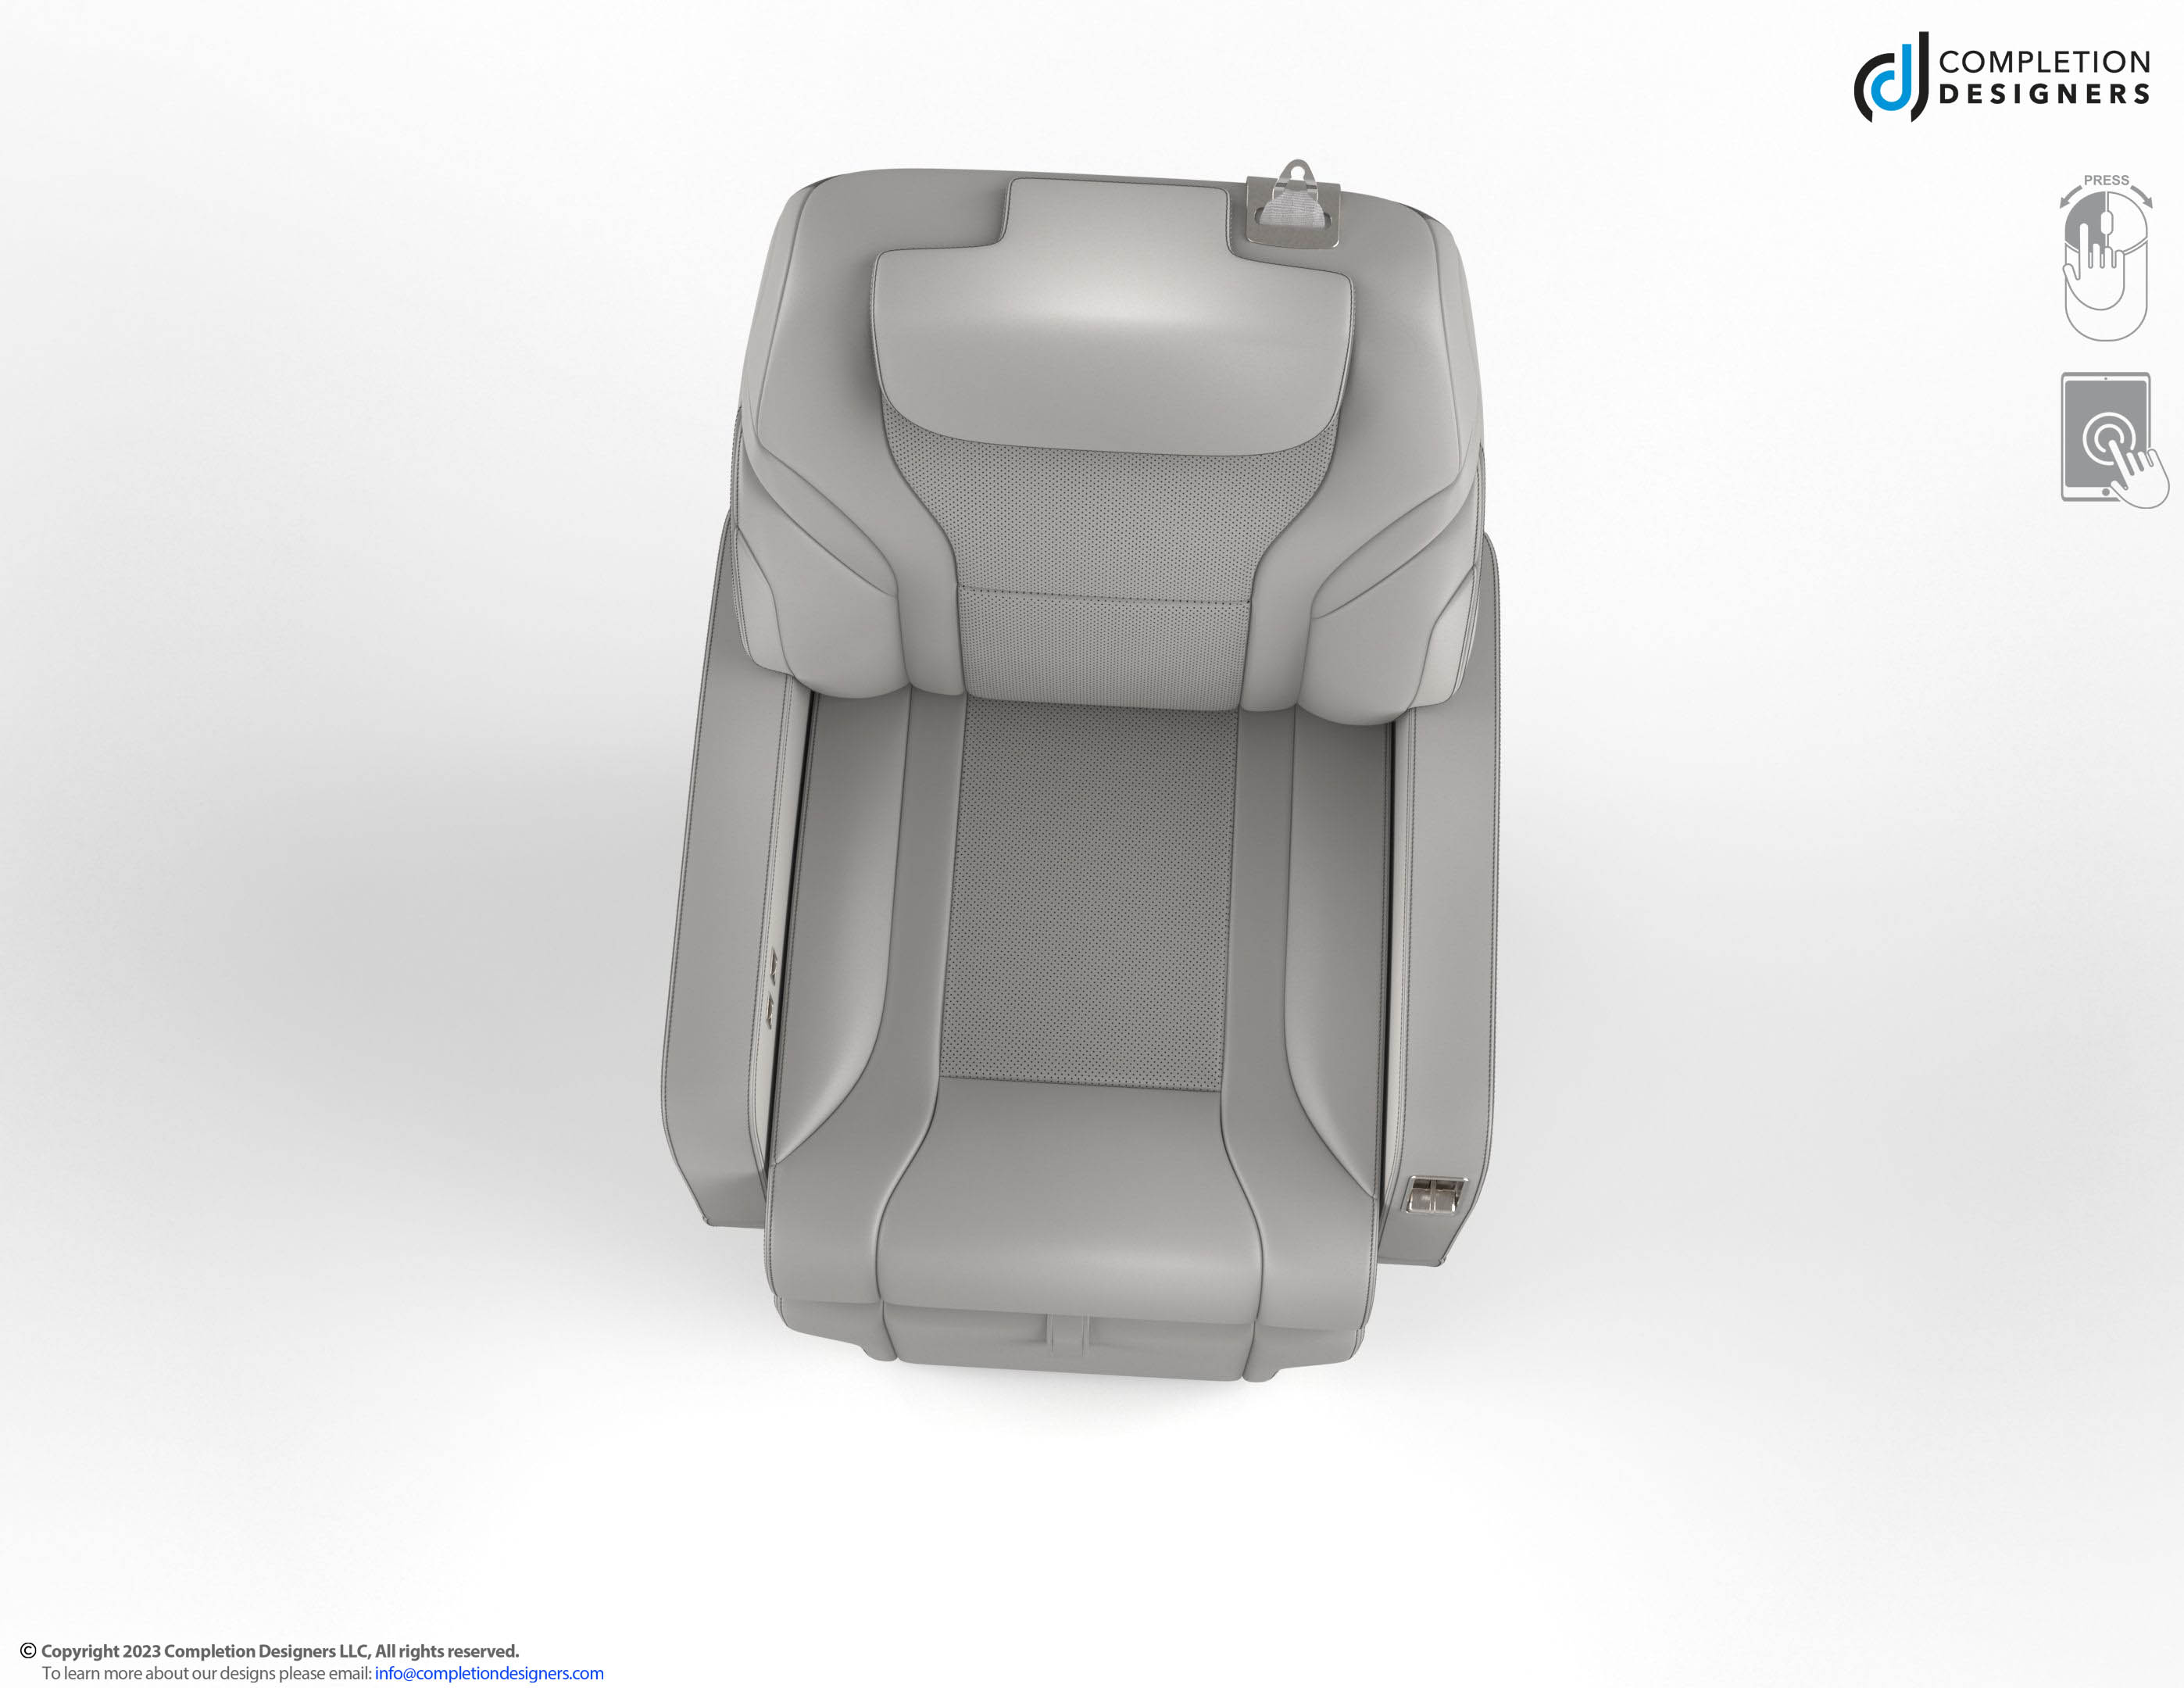 COMPLETION
DESIGNERS
PRESS
© Copyright 2023 Completion Designers LLC, All rights reserved.
To learn more about our designs please email: info@completiondesigners.com